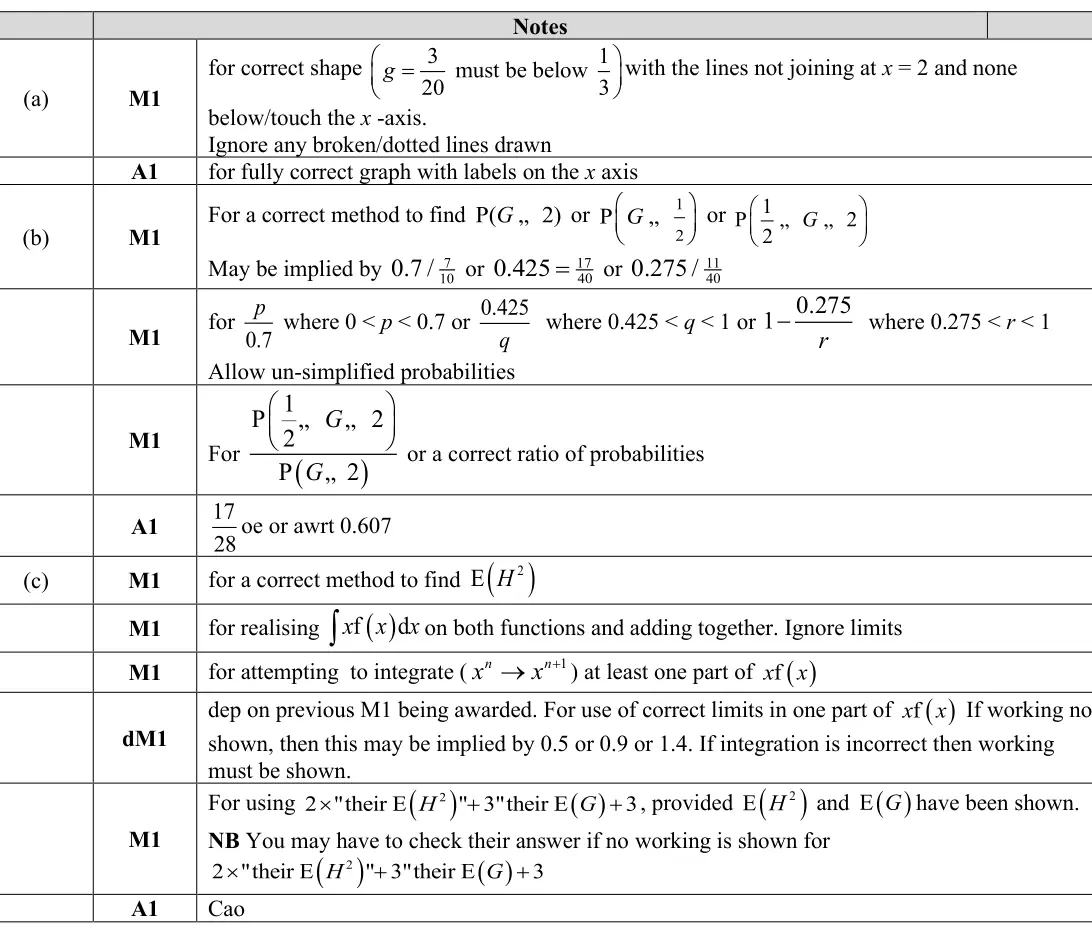 Notes
(a) M1 for correct shape (g = 3/20 must be below 1/3) with the lines not joining at x = 2 and none
below/touch the x -axis.
Ignore any broken/dotted lines drawn
A1 for fully correct graph with labels on the x axis
(b) M1 For a correct method to find P(G ,, 2) or P(G ,, 1/2) or P(1/2 ,, G ,, 2)
May be implied by 0.7 / 7/10 or 0.425 = 17/40 or 0.275 / 11/40
M1 for p/0.7 where 0 < p < 0.7 or 0.425/q where 0.425 < q < 1 or 1 − 0.275/r where 0.275 < r < 1
Allow un-simplified probabilities
M1 For P(1/2 ,, G ,, 2) / P(G ,, 2) or a correct ratio of probabilities
A1 17/28 oe or awrt 0.607
(c) M1 for a correct method to find E(H²)
M1 for realising ∫xf(x)dx on both functions and adding together. Ignore limits
M1 for attempting to integrate ( xⁿ → xⁿ⁺¹ ) at least one part of xf(x)
dM1 dep on previous M1 being awarded. For use of correct limits in one part of xf(x) If working no
shown, then this may be implied by 0.5 or 0.9 or 1.4. If integration is incorrect then working
must be shown.
M1 For using 2×"their E(H²)"+ 3"their E(G) + 3 , provided E(H²) and E(G) have been shown.
NB You may have to check their answer if no working is shown for
2×"their E(H²)"+ 3"their E(G) + 3
A1 Cao